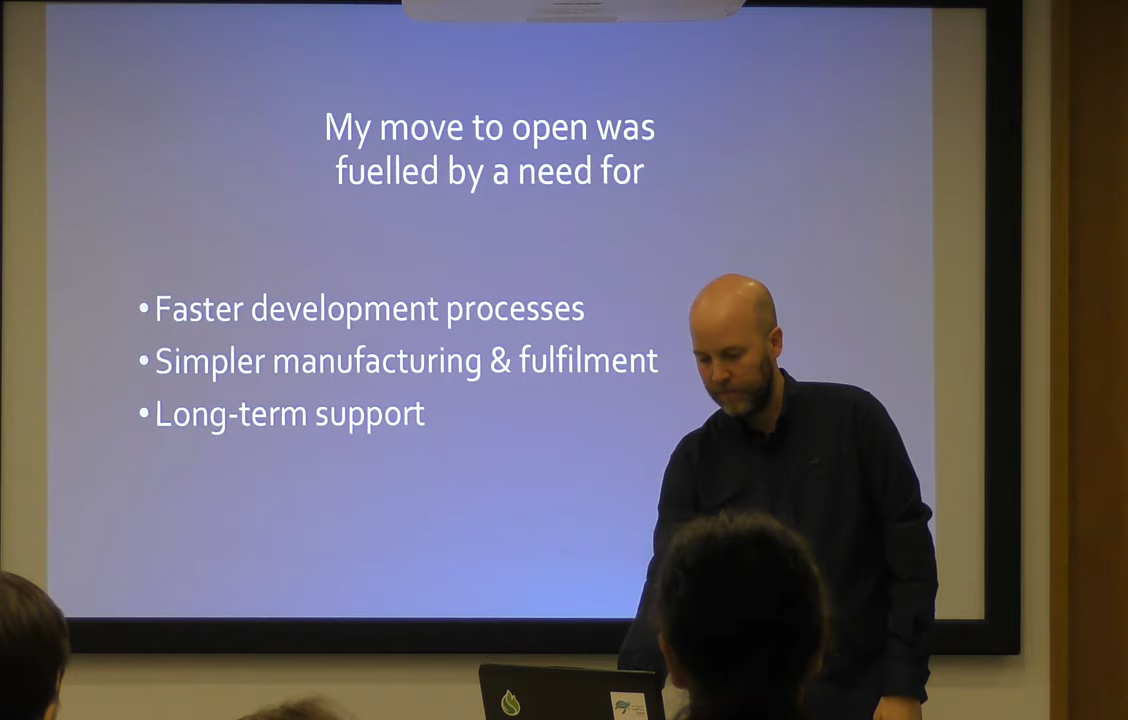 My move to open was
fuelled by a need for
• Faster development processes
• Simpler manufacturing & fulfilment
• Long-term support